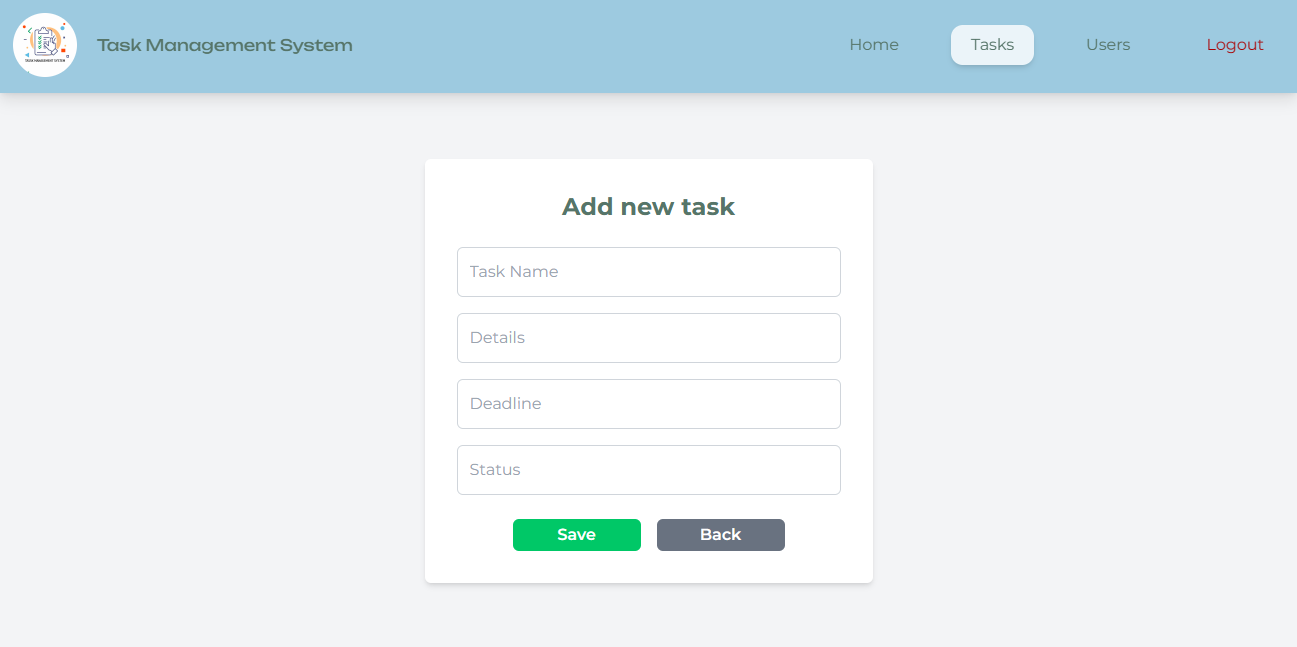 TASK MANAGEMENT SYSTEM
Task Management System
Home
Tasks
Users
Logout
Add new task
Task Name
Details
Deadline
Status
Save
Back